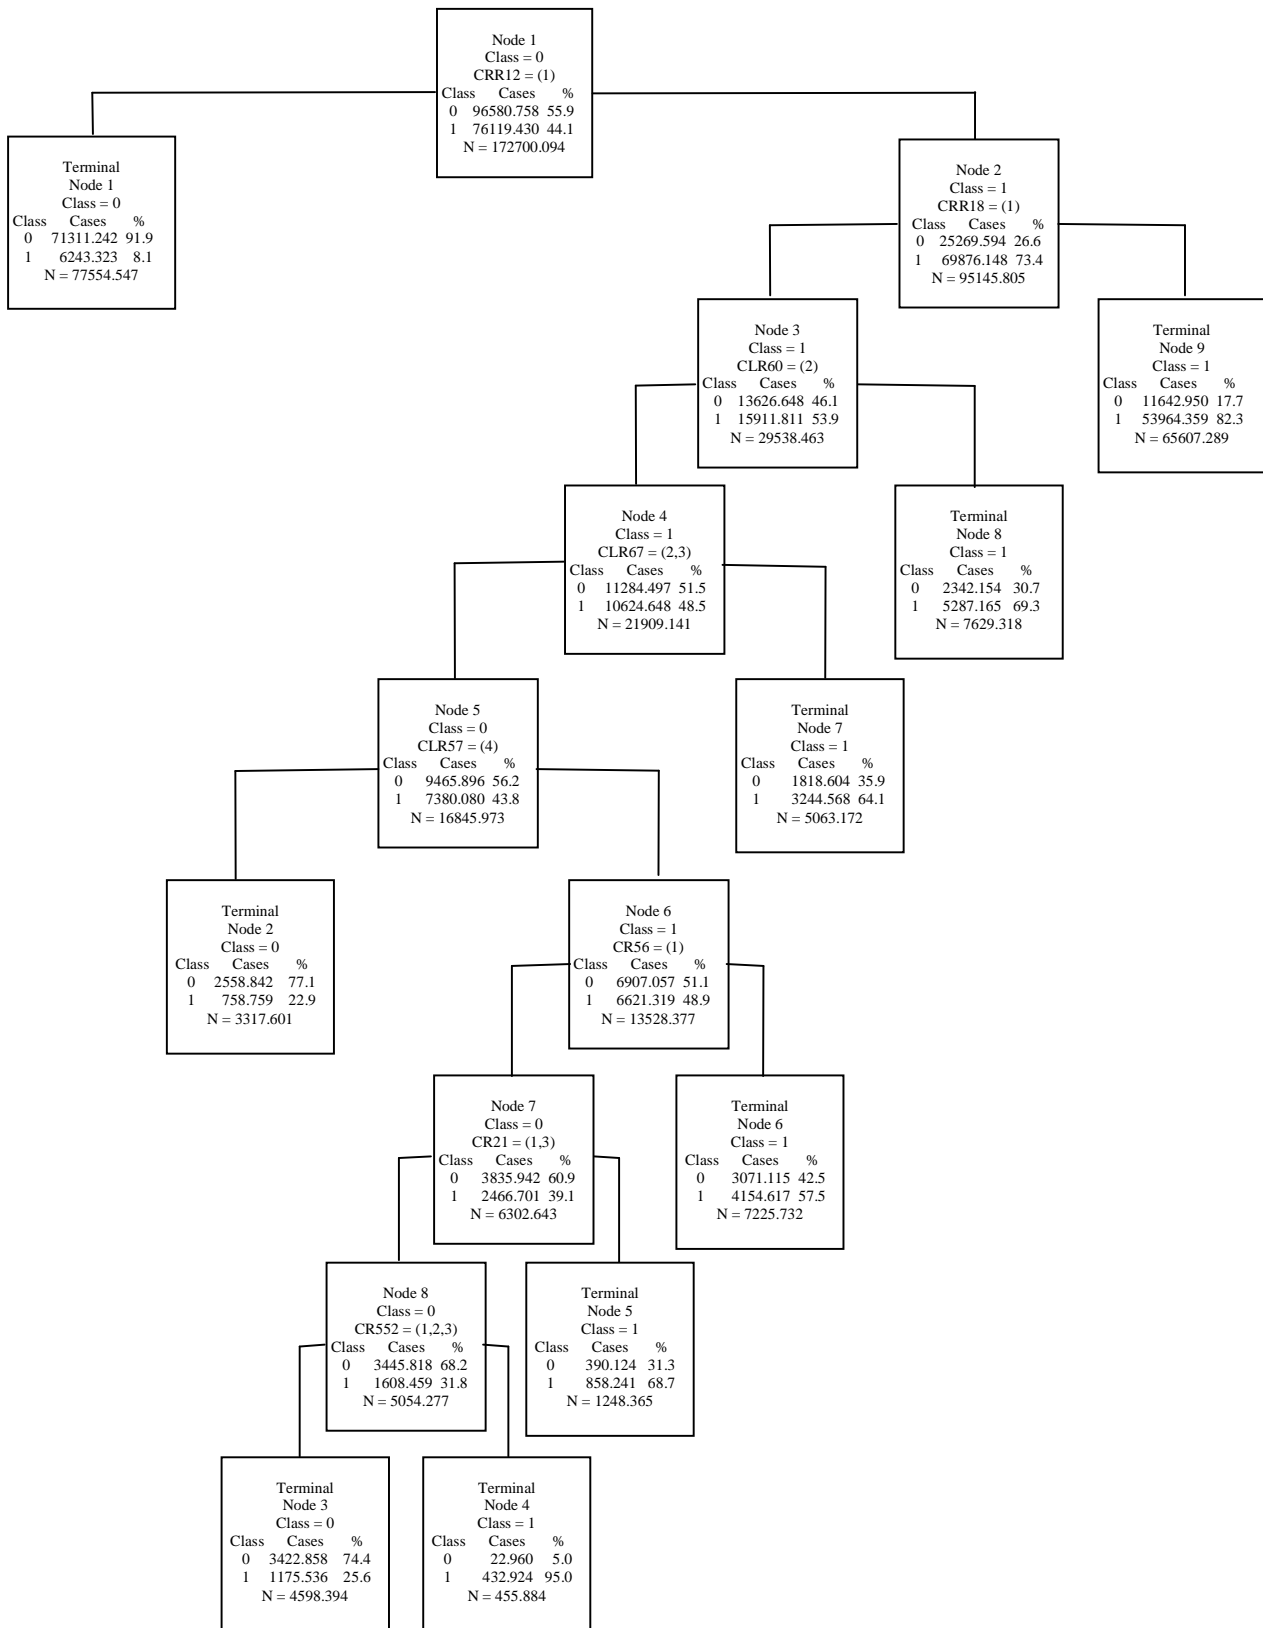 Node 1
Class = 0
CRR12 = (1)
Class Cases %
0 96580.758 55.9
1 76119.430 44.1
N = 172700.094
Terminal
Node 1
Class = 0
Class Cases %
0 71311.242 91.9
1 6243.323 8.1
N = 77554.547
Node 2
Class = 1
CRR18 = (1)
Class Cases %
0 25269.594 26.6
1 69876.148 73.4
N = 95145.805
Node 3
Class = 1
CLR60 = (2)
Class Cases %
0 13626.648 46.1
1 15911.811 53.9
N = 29538.463
Terminal
Node 9
Class = 1
Class Cases %
0 11642.950 17.7
1 53964.359 82.3
N = 65607.289
Node 4
Class = 1
CLR67 = (2,3)
Class Cases %
0 11284.497 51.5
1 10624.648 48.5
N = 21909.141
Terminal
Node 8
Class = 1
Class Cases %
0 2342.154 30.7
1 5287.165 69.3
N = 7629.318
Node 5
Class = 0
CLR57 = (4)
Class Cases %
0 9465.896 56.2
1 7380.080 43.8
N = 16845.973
Terminal
Node 7
Class = 1
Class Cases %
0 1818.604 35.9
1 3244.568 64.1
N = 5063.172
Terminal
Node 2
Class = 0
Class Cases %
0 2558.842 77.1
1 758.759 22.9
N = 3317.601
Node 6
Class = 1
CR56 = (1)
Class Cases %
0 6907.057 51.1
1 6621.319 48.9
N = 13528.377
Node 7
Class = 0
CR21 = (1,3)
Class Cases %
0 3835.942 60.9
1 2466.701 39.1
N = 6302.643
Terminal
Node 6
Class = 1
Class Cases %
0 3071.115 42.5
1 4154.617 57.5
N = 7225.732
Node 8
Class = 0
CR552 = (1,2,3)
Class Cases %
0 3445.818 68.2
1 1608.459 31.8
N = 5054.277
Terminal
Node 5
Class = 1
Class Cases %
0 390.124 31.3
1 858.241 68.7
N = 1248.365
Terminal
Node 3
Class = 0
Class Cases %
0 3422.858 74.4
1 1175.536 25.6
N = 4598.394
Terminal
Node 4
Class = 1
Class Cases %
0 22.960 5.0
1 432.924 95.0
N = 455.884